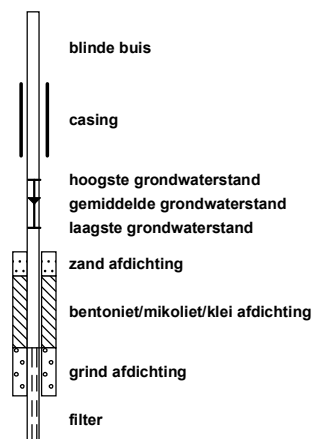 blinde buis
casing
hoogste grondwaterstand
gemiddelde grondwaterstand
laagste grondwaterstand
zand afdichting
bentoniet/mikoliet/klei afdichting
grind afdichting
filter